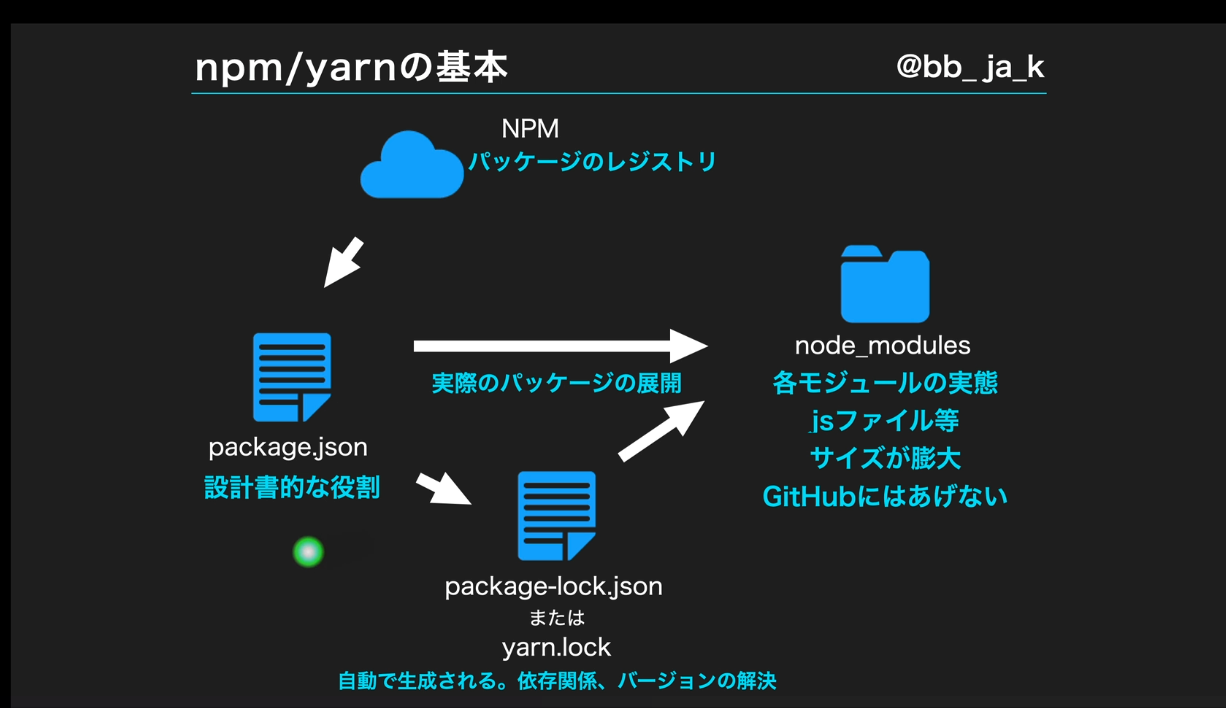 npm/yarnの基本
@bb_ja_k
NPM
パッケージのレジストリ
node_modules
各モジュールの実態
jsファイル等
サイズが膨大
GitHubにはあげない
実際のパッケージの展開
package.json
設計書的な役割
package-lock.json
または
yarn.lock
自動で生成される。依存関係、バージョンの解決